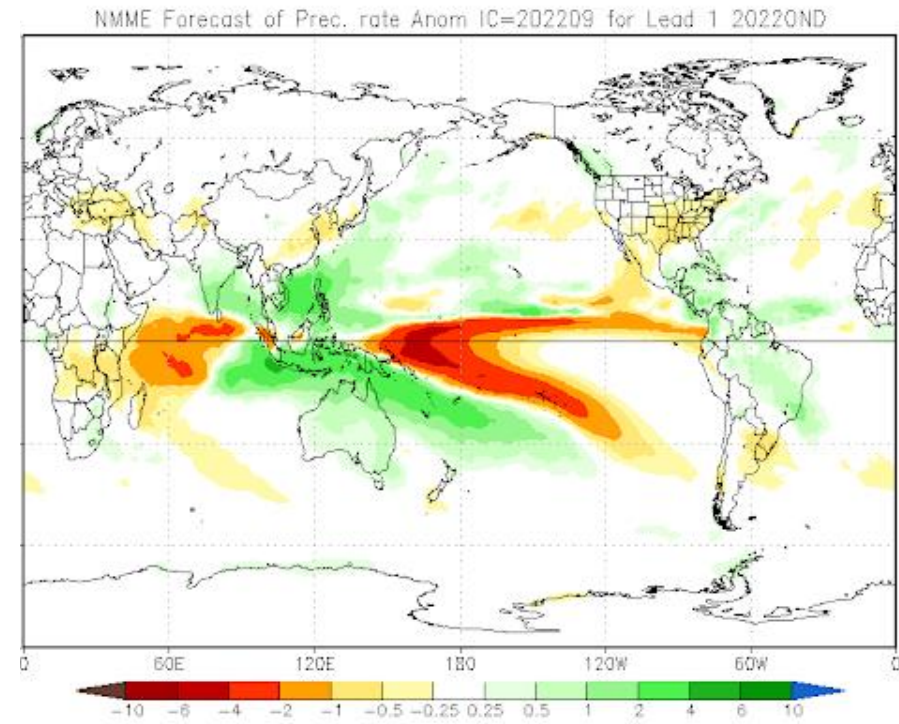 NMME Forecast of Prec. rate Anom IC=202209 for Lead 1 2022OND
0 60E 120E 180 120W 60W 0
-10 -6 -4 -2 -1 -0.5 -0.25 0.25 0.5 1 2 4 6 10